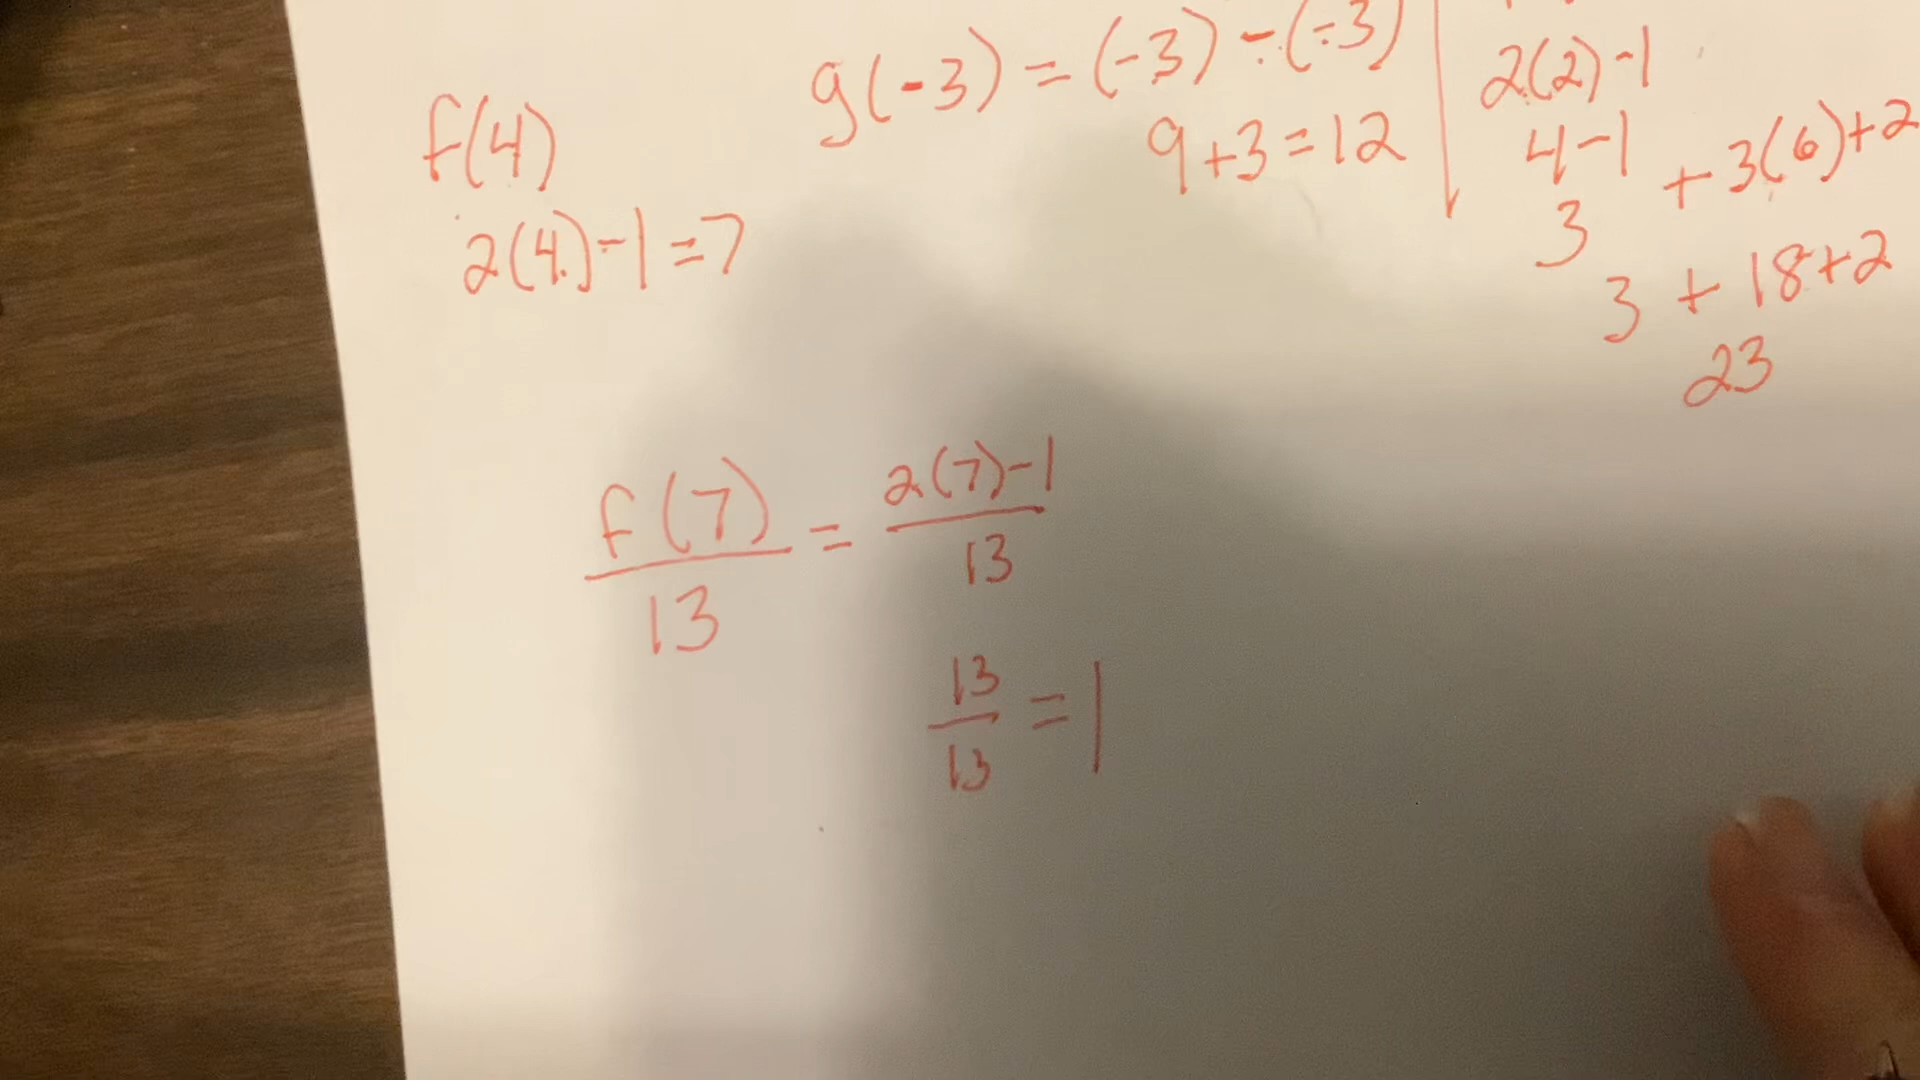 f(4)
2(4)-1=7
g(-3) = (-3) - (-3)
9+3=12
2(2)-1
4-1 + 3(6)+2
3
3 + 18+2
23
f(7)/13 = 2(7)-1/13
13/13 = 1